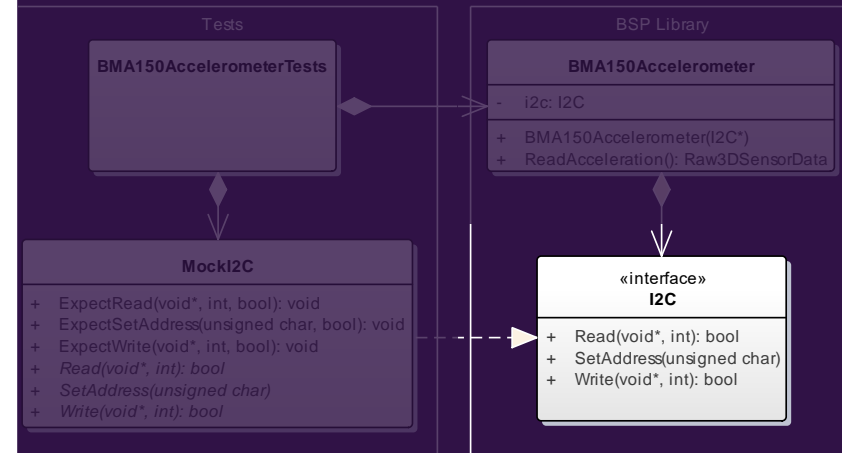 Tests
BMA150AccelerometerTests
MockI2C
+ ExpectRead(void*, int, bool): void
+ ExpectSetAddress(unsigned char, bool): void
+ ExpectWrite(void*, int, bool): void
+ Read(void*, int): bool
+ SetAddress(unsigned char)
+ Write(void*, int): bool
BSP Library
BMA150Accelerometer
- i2c: I2C
+ BMA150Accelerometer(I2C*)
+ ReadAcceleration(): Raw3DSensorData
«interface»
I2C
+ Read(void*, int): bool
+ SetAddress(unsigned char)
+ Write(void*, int): bool